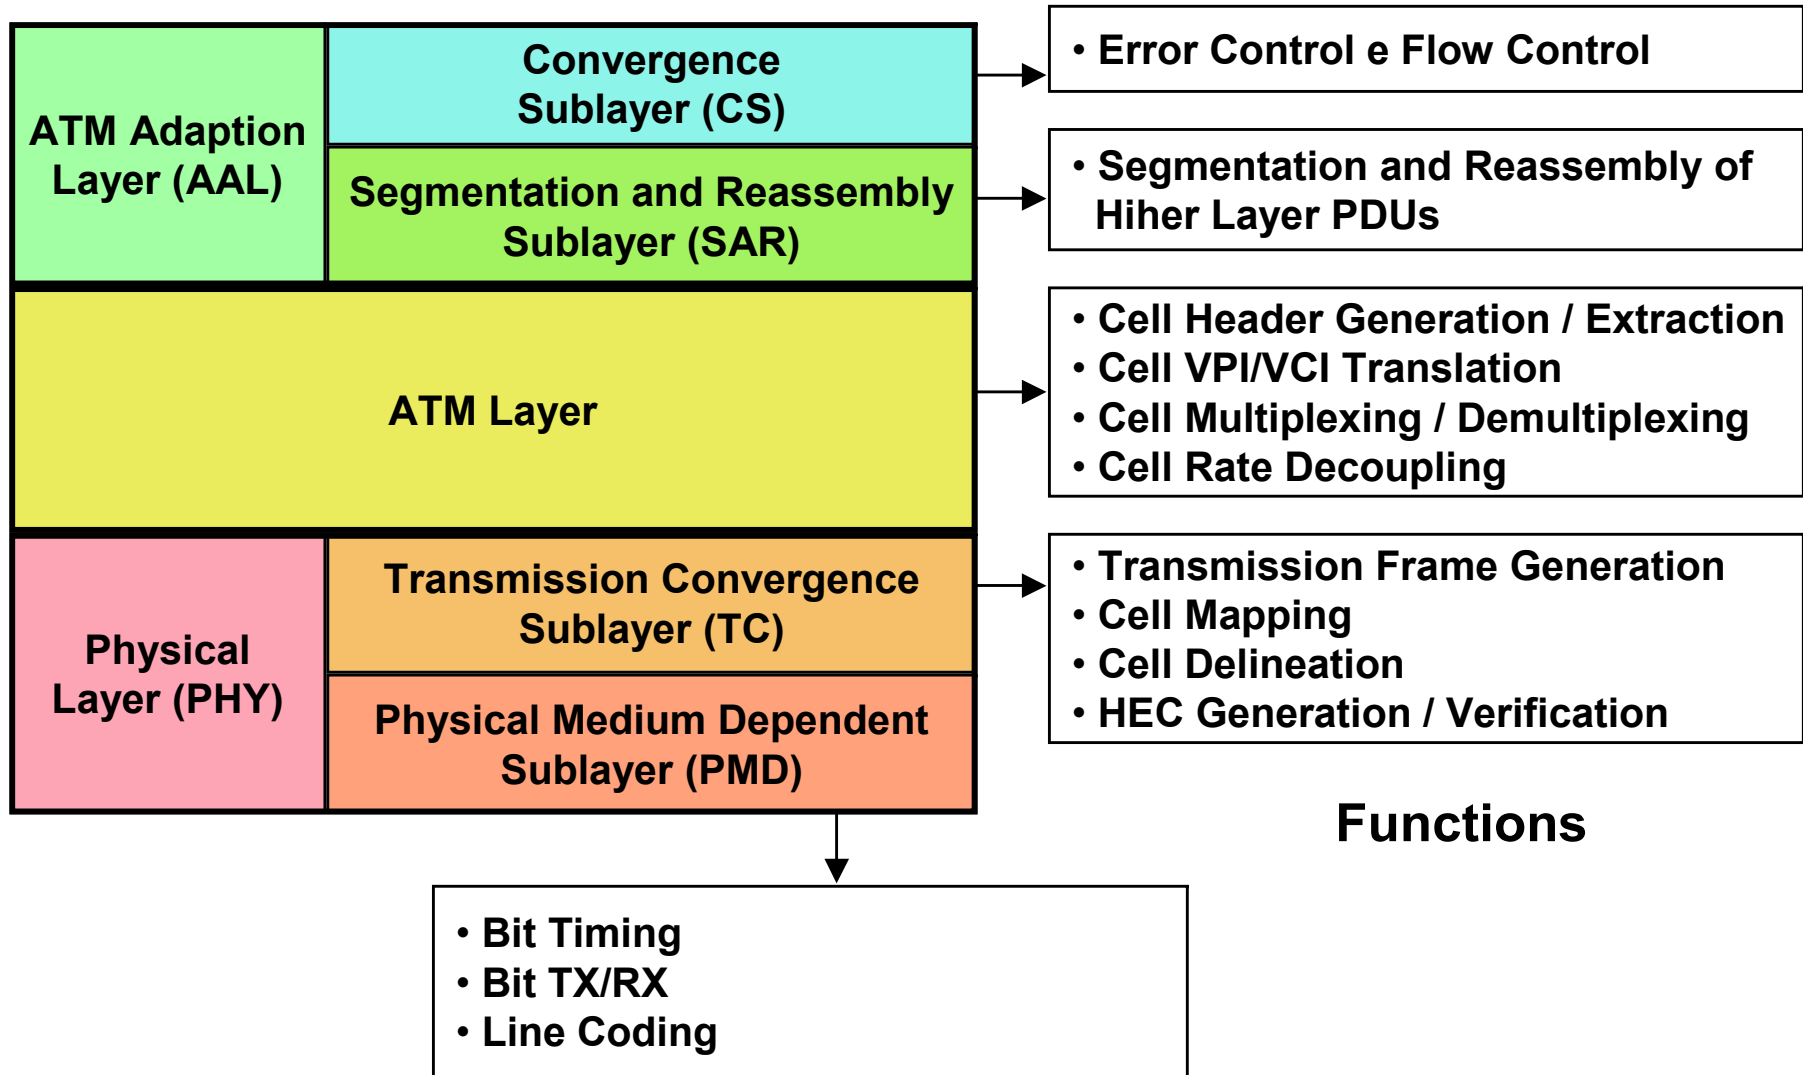 ATM Adaption
Layer (AAL)
Convergence
Sublayer (CS)
• Error Control e Flow Control
Segmentation and Reassembly
Sublayer (SAR)
• Segmentation and Reassembly of
Hiher Layer PDUs
ATM Layer
• Cell Header Generation / Extraction
• Cell VPI/VCI Translation
• Cell Multiplexing / Demultiplexing
• Cell Rate Decoupling
Physical
Layer (PHY)
Transmission Convergence
Sublayer (TC)
• Transmission Frame Generation
• Cell Mapping
• Cell Delineation
• HEC Generation / Verification
Physical Medium Dependent
Sublayer (PMD)
Functions
• Bit Timing
• Bit TX/RX
• Line Coding